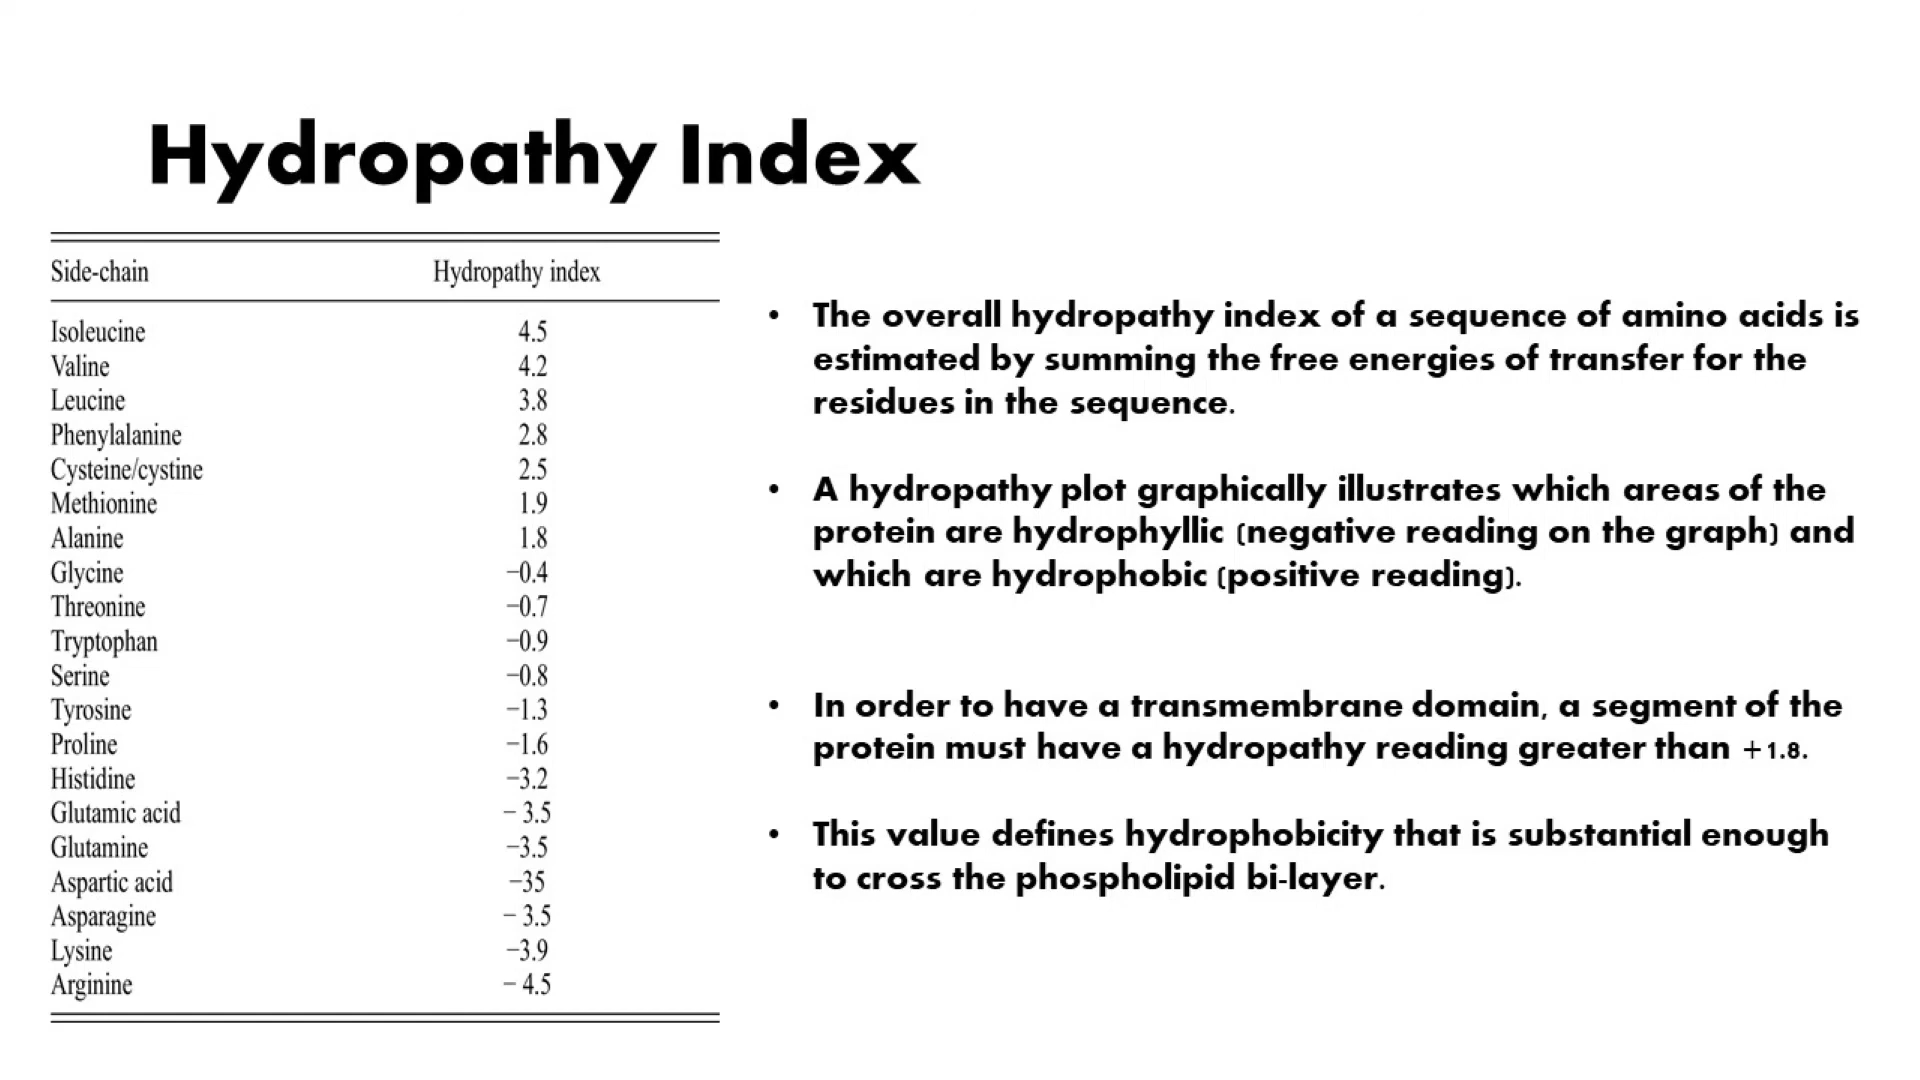 Hydropathy Index
Side-chain Hydropathy index
Isoleucine 4.5
Valine 4.2
Leucine 3.8
Phenylalanine 2.8
Cysteine/cystine 2.5
Methionine 1.9
Alanine 1.8
Glycine −0.4
Threonine −0.7
Tryptophan −0.9
Serine −0.8
Tyrosine −1.3
Proline −1.6
Histidine −3.2
Glutamic acid − 3.5
Glutamine −3.5
Aspartic acid −35
Asparagine − 3.5
Lysine −3.9
Arginine − 4.5
• The overall hydropathy index of a sequence of amino acids is
estimated by summing the free energies of transfer for the
residues in the sequence.
• A hydropathy plot graphically illustrates which areas of the
protein are hydrophyllic (negative reading on the graph) and
which are hydrophobic (positive reading).
• In order to have a transmembrane domain, a segment of the
protein must have a hydropathy reading greater than +1.8.
• This value defines hydrophobicity that is substantial enough
to cross the phospholipid bi-layer.